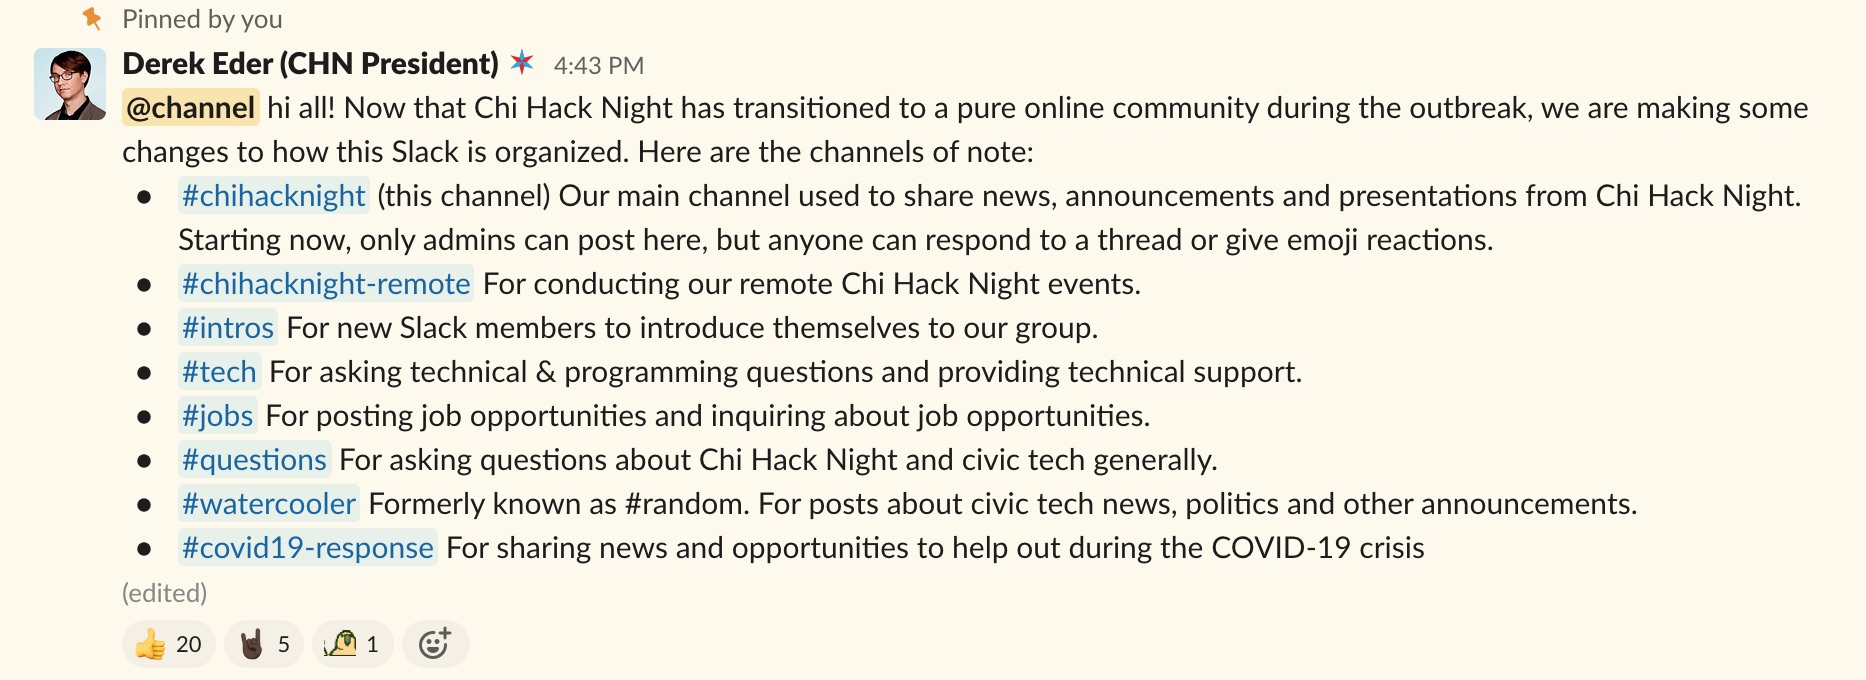 Pinned by you
Derek Eder (CHN President) 4:43 PM
@channel hi all! Now that Chi Hack Night has transitioned to a pure online community during the outbreak, we are making some
changes to how this Slack is organized. Here are the channels of note:
● #chihacknight (this channel) Our main channel used to share news, announcements and presentations from Chi Hack Night.
Starting now, only admins can post here, but anyone can respond to a thread or give emoji reactions.
● #chihacknight-remote For conducting our remote Chi Hack Night events.
● #intros For new Slack members to introduce themselves to our group.
● #tech For asking technical & programming questions and providing technical support.
● #jobs For posting job opportunities and inquiring about job opportunities.
● #questions For asking questions about Chi Hack Night and civic tech generally.
● #watercooler Formerly known as #random. For posts about civic tech news, politics and other announcements.
● #covid19-response For sharing news and opportunities to help out during the COVID-19 crisis
(edited)
20 5 1